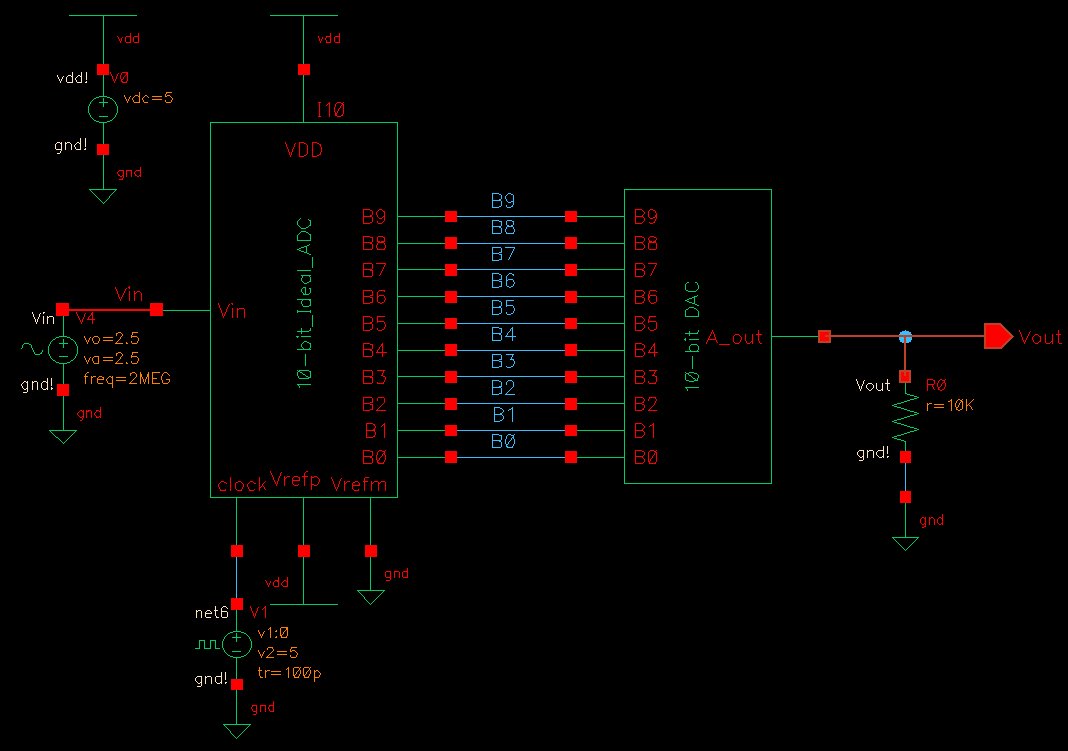 vdd
vdd!
V0
vdc=5
gnd!
gnd
vdd
I10
VDD
10-bit_Ideal_ADC
B9
B8
B7
B6
B5
B4
B3
B2
B1
B0
Vin
Vin
Vin
V4
vo=2.5
va=2.5
freq=2MEG
gnd!
gnd
clock
Vrefp
Vrefm
vdd
gnd
net6
V1
v1:0
v2=5
tr=100p
gnd!
gnd
B9
B8
B7
B6
B5
B4
B3
B2
B1
B0
B9
B8
B7
B6
B5
B4
B3
B2
B1
B0
10-bit DAC
A_out
Vout
Vout
R0
r=10K
gnd!
gnd